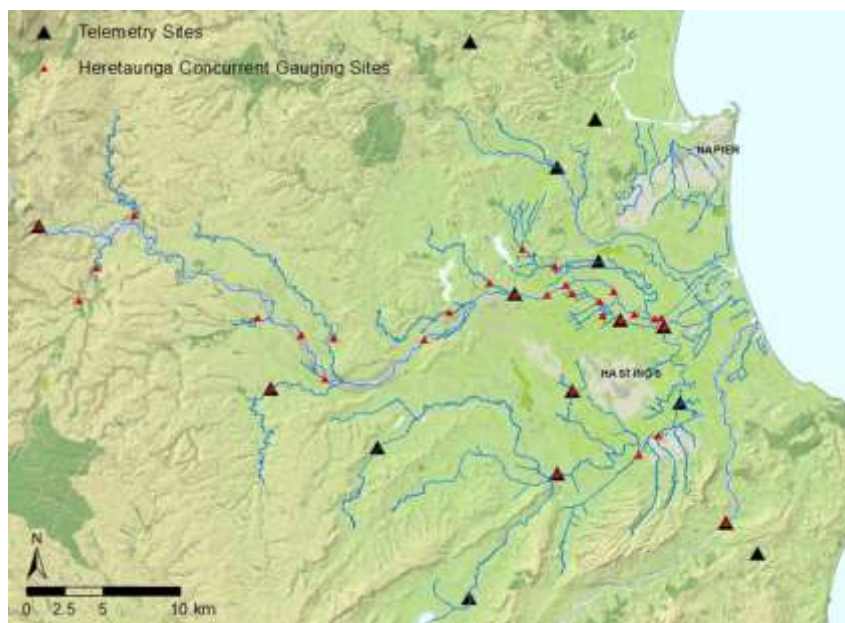 Telemetry Sites
Heretaunga Concurrent Gauging Sites
NAPIER
HASTINGS
N
0 2.5 5 10 km